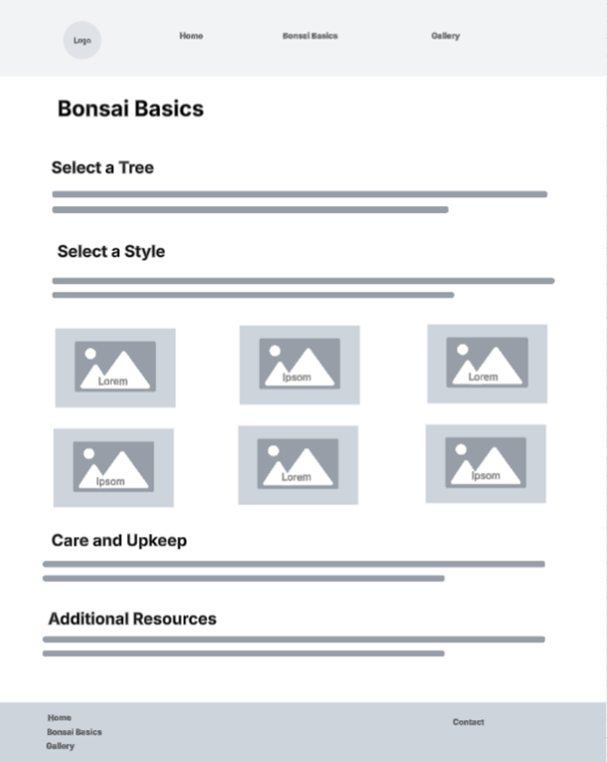 Logo Home Bonsai Basics Gallery
Bonsai Basics
Select a Tree
Select a Style
Lorem Ipsom Lorem
Ipsom Lorem Ipsom
Care and Upkeep
Additional Resources
Home
Bonsai Basics
Gallery
Contact